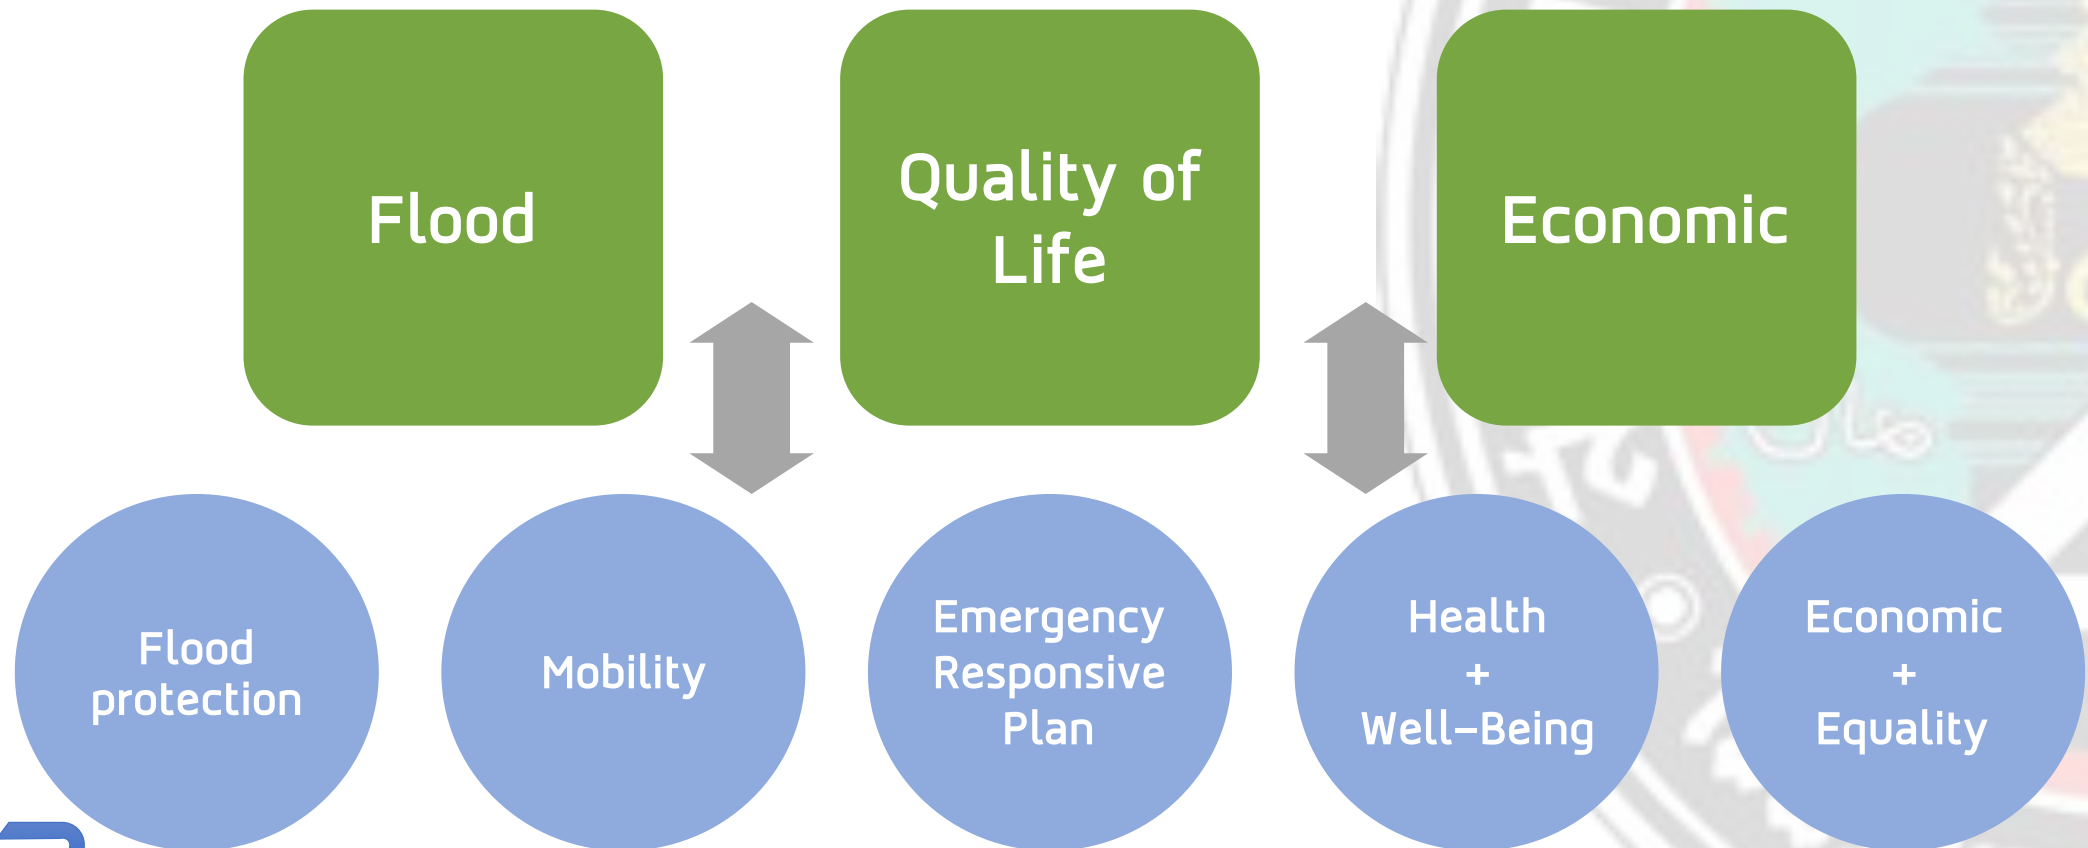 Flood
Quality of
Life
Economic
Flood
protection
Mobility
Emergency
Responsive
Plan
Health
+
Well-Being
Economic
+
Equality